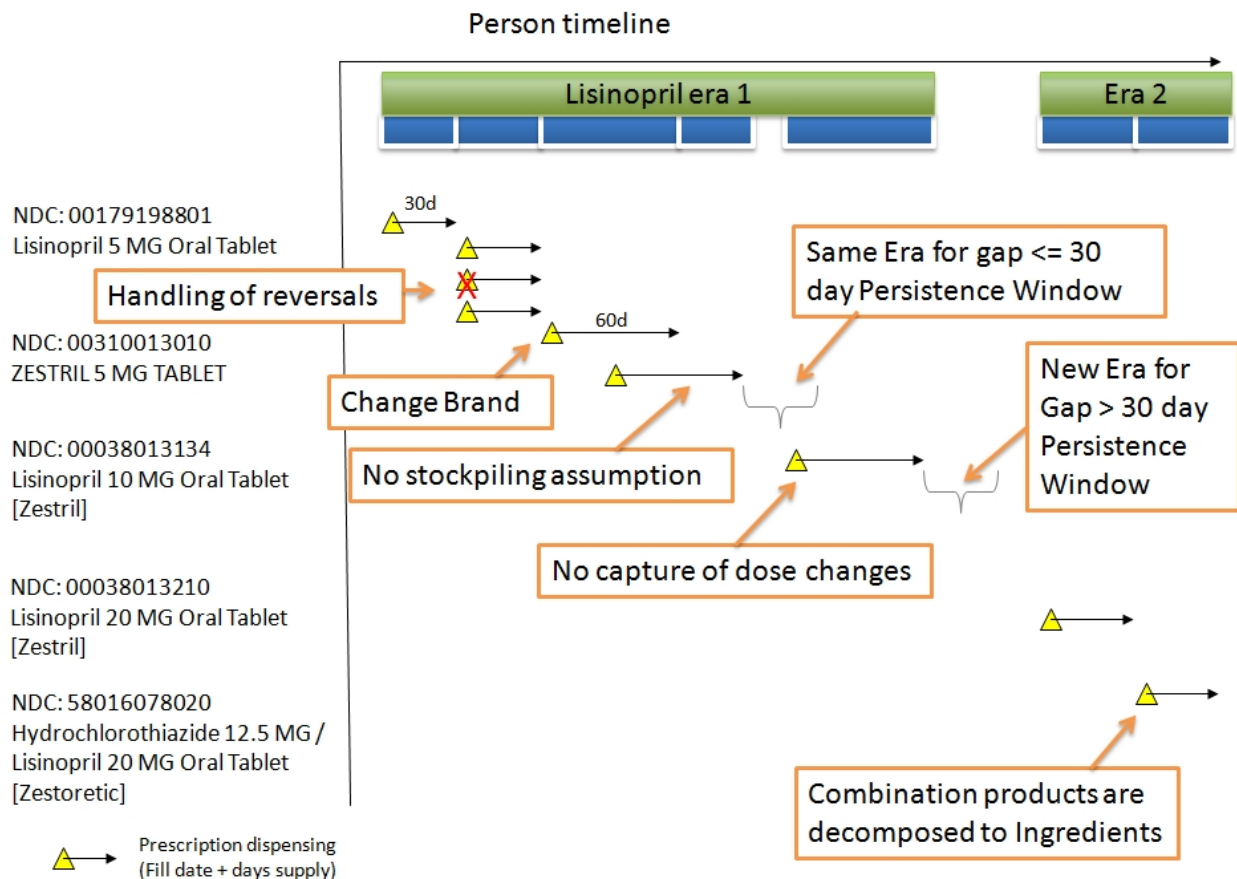 Person timeline
Lisinopril era 1
Era 2
NDC: 00179198801
Lisinopril 5 MG Oral Tablet
30d
Handling of reversals
Same Era for gap <= 30
day Persistence Window
NDC: 00310013010
ZESTRIL 5 MG TABLET
60d
Change Brand
New Era for
Gap > 30 day
Persistence
Window
NDC: 00038013134
Lisinopril 10 MG Oral Tablet
[Zestril]
No stockpiling assumption
No capture of dose changes
NDC: 00038013210
Lisinopril 20 MG Oral Tablet
[Zestril]
NDC: 58016078020
Hydrochlorothiazide 12.5 MG /
Lisinopril 20 MG Oral Tablet
[Zestoretic]
Combination products are
decomposed to Ingredients
Prescription dispensing
(Fill date + days supply)